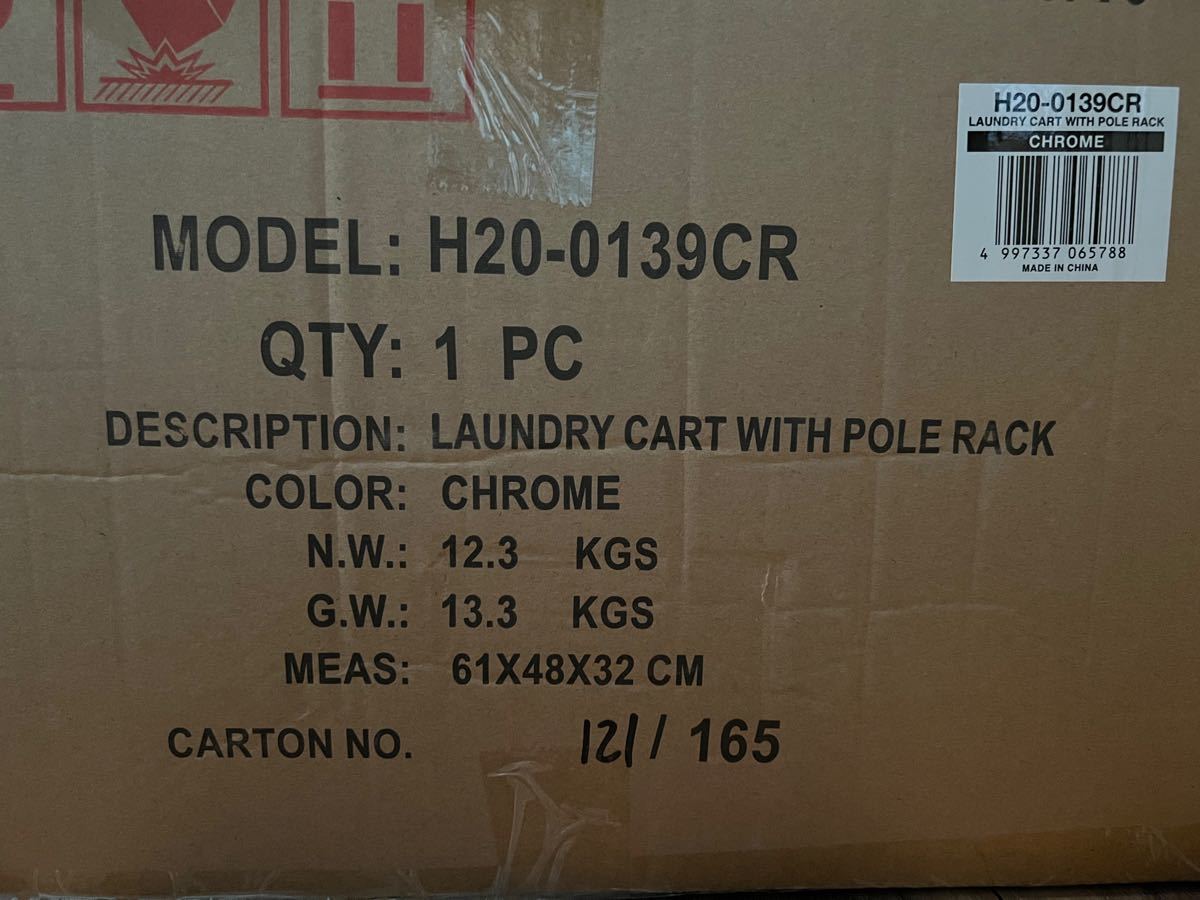 H20-0139CR
LAUNDRY CART WITH POLE RACK
CHROME
4 997337 065788
MADE IN CHINA
MODEL: H20-0139CR
QTY: 1 PC
DESCRIPTION: LAUNDRY CART WITH POLE RACK
COLOR: CHROME
N.W.: 12.3 KGS
G.W.: 13.3 KGS
MEAS: 61X48X32 CM
CARTON NO. 121/ 165